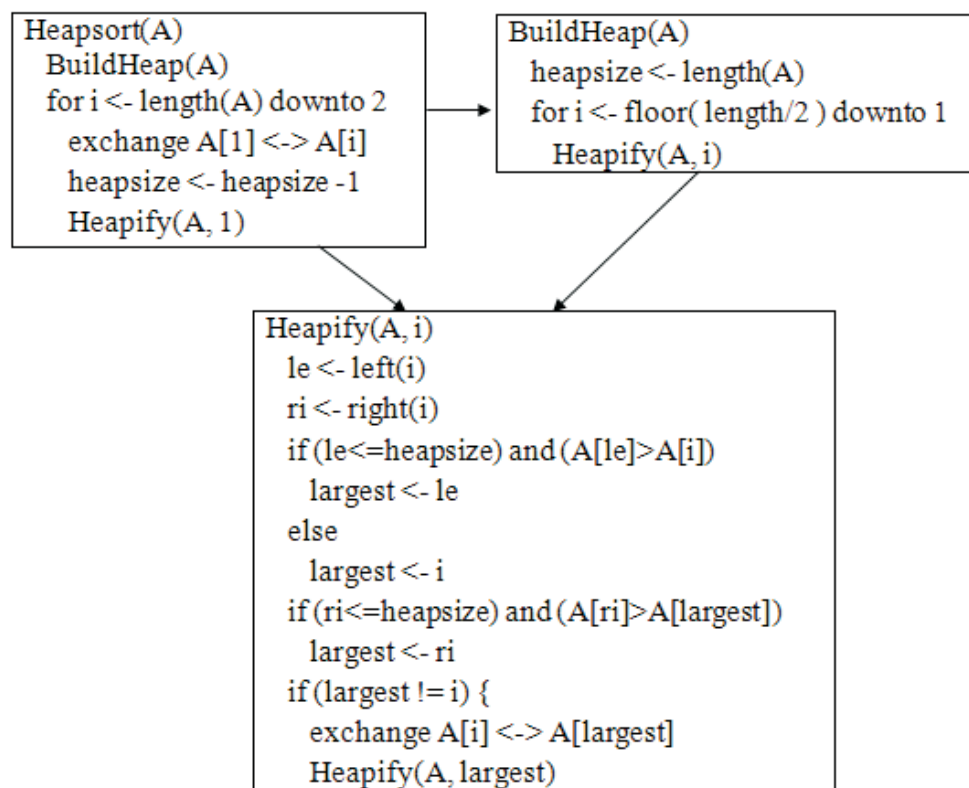 Heapsort(A)
BuildHeap(A)
for i <- length(A) downto 2
exchange A[1] <-> A[i]
heapsize <- heapsize -1
Heapify(A, 1)
BuildHeap(A)
heapsize <- length(A)
for i <- floor( length/2 ) downto 1
Heapify(A, i)
Heapify(A, i)
le <- left(i)
ri <- right(i)
if (le<=heapsize) and (A[le]>A[i])
largest <- le
else
largest <- i
if (ri<=heapsize) and (A[ri]>A[largest])
largest <- ri
if (largest != i) {
exchange A[i] <-> A[largest]
Heapify(A, largest)